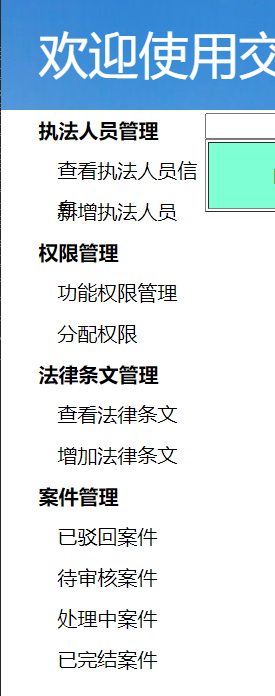 欢迎使用交
执法人员管理
查看执法人员信
息
新增执法人员
权限管理
功能权限管理
分配权限
法律条文管理
查看法律条文
增加法律条文
案件管理
已驳回案件
待审核案件
处理中案件
已完结案件